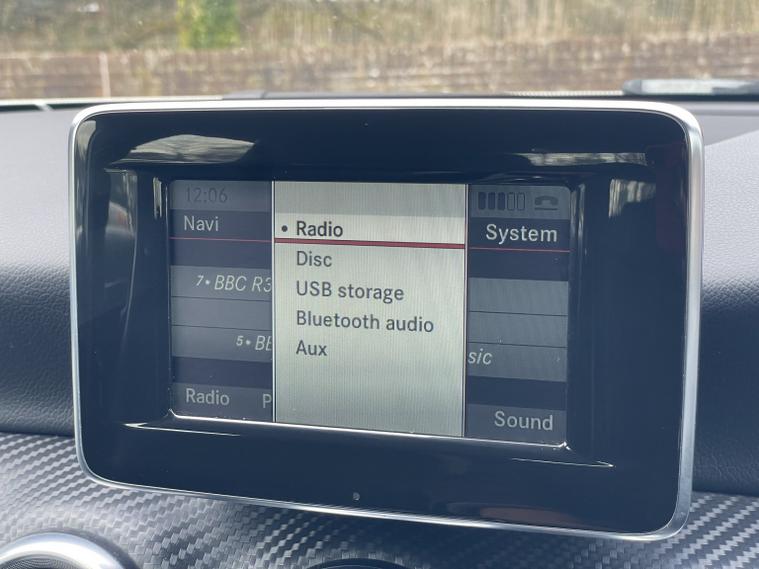 12:06
Navi
System
• Radio
Disc
USB storage
Bluetooth audio
Aux
7• BBC R3
5• BB
sic
Radio P
Sound